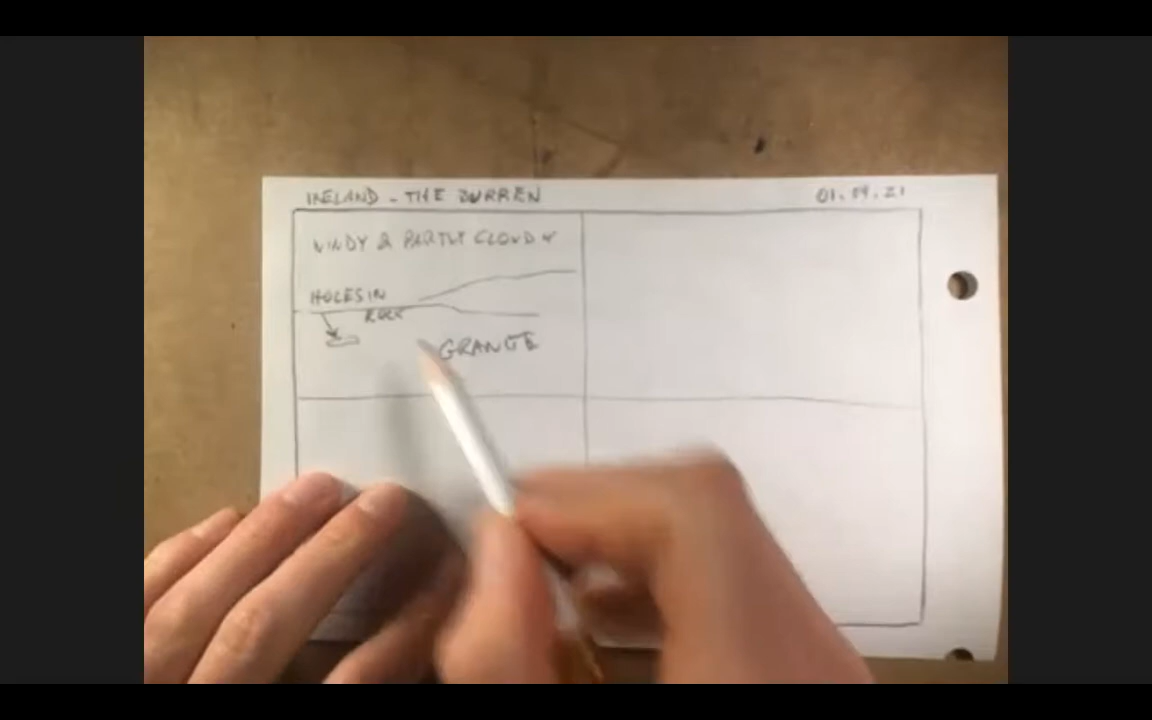 IRELAND - THE BURREN
01.09.21
WINDY & PARTLY CLOUDY
HOLES IN
ROCK
GRANITE